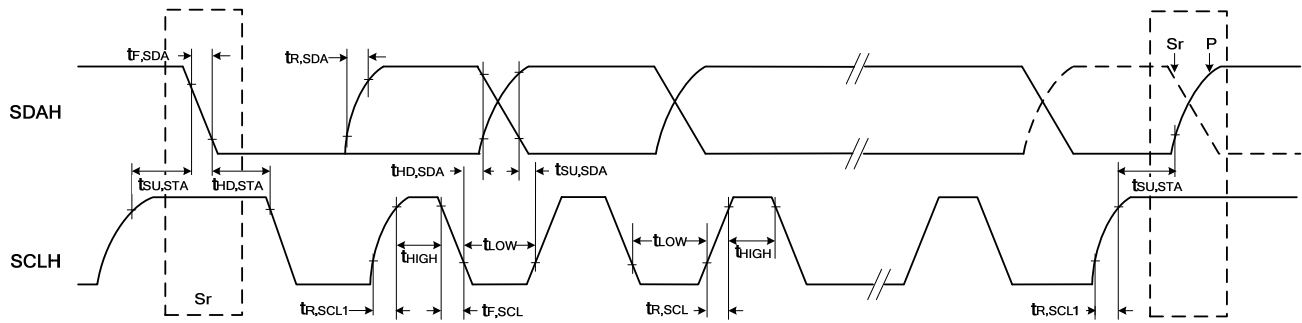 Sr P
tF,SDA
tR,SDA
SDAH
tSU,STA tHD,STA
tHD,SDA tSU,SDA
tSU,STA
SCLH
tHIGH tLOW tLOW tHIGH
Sr
tR,SCL1 tF,SCL tR,SCL tR,SCL1